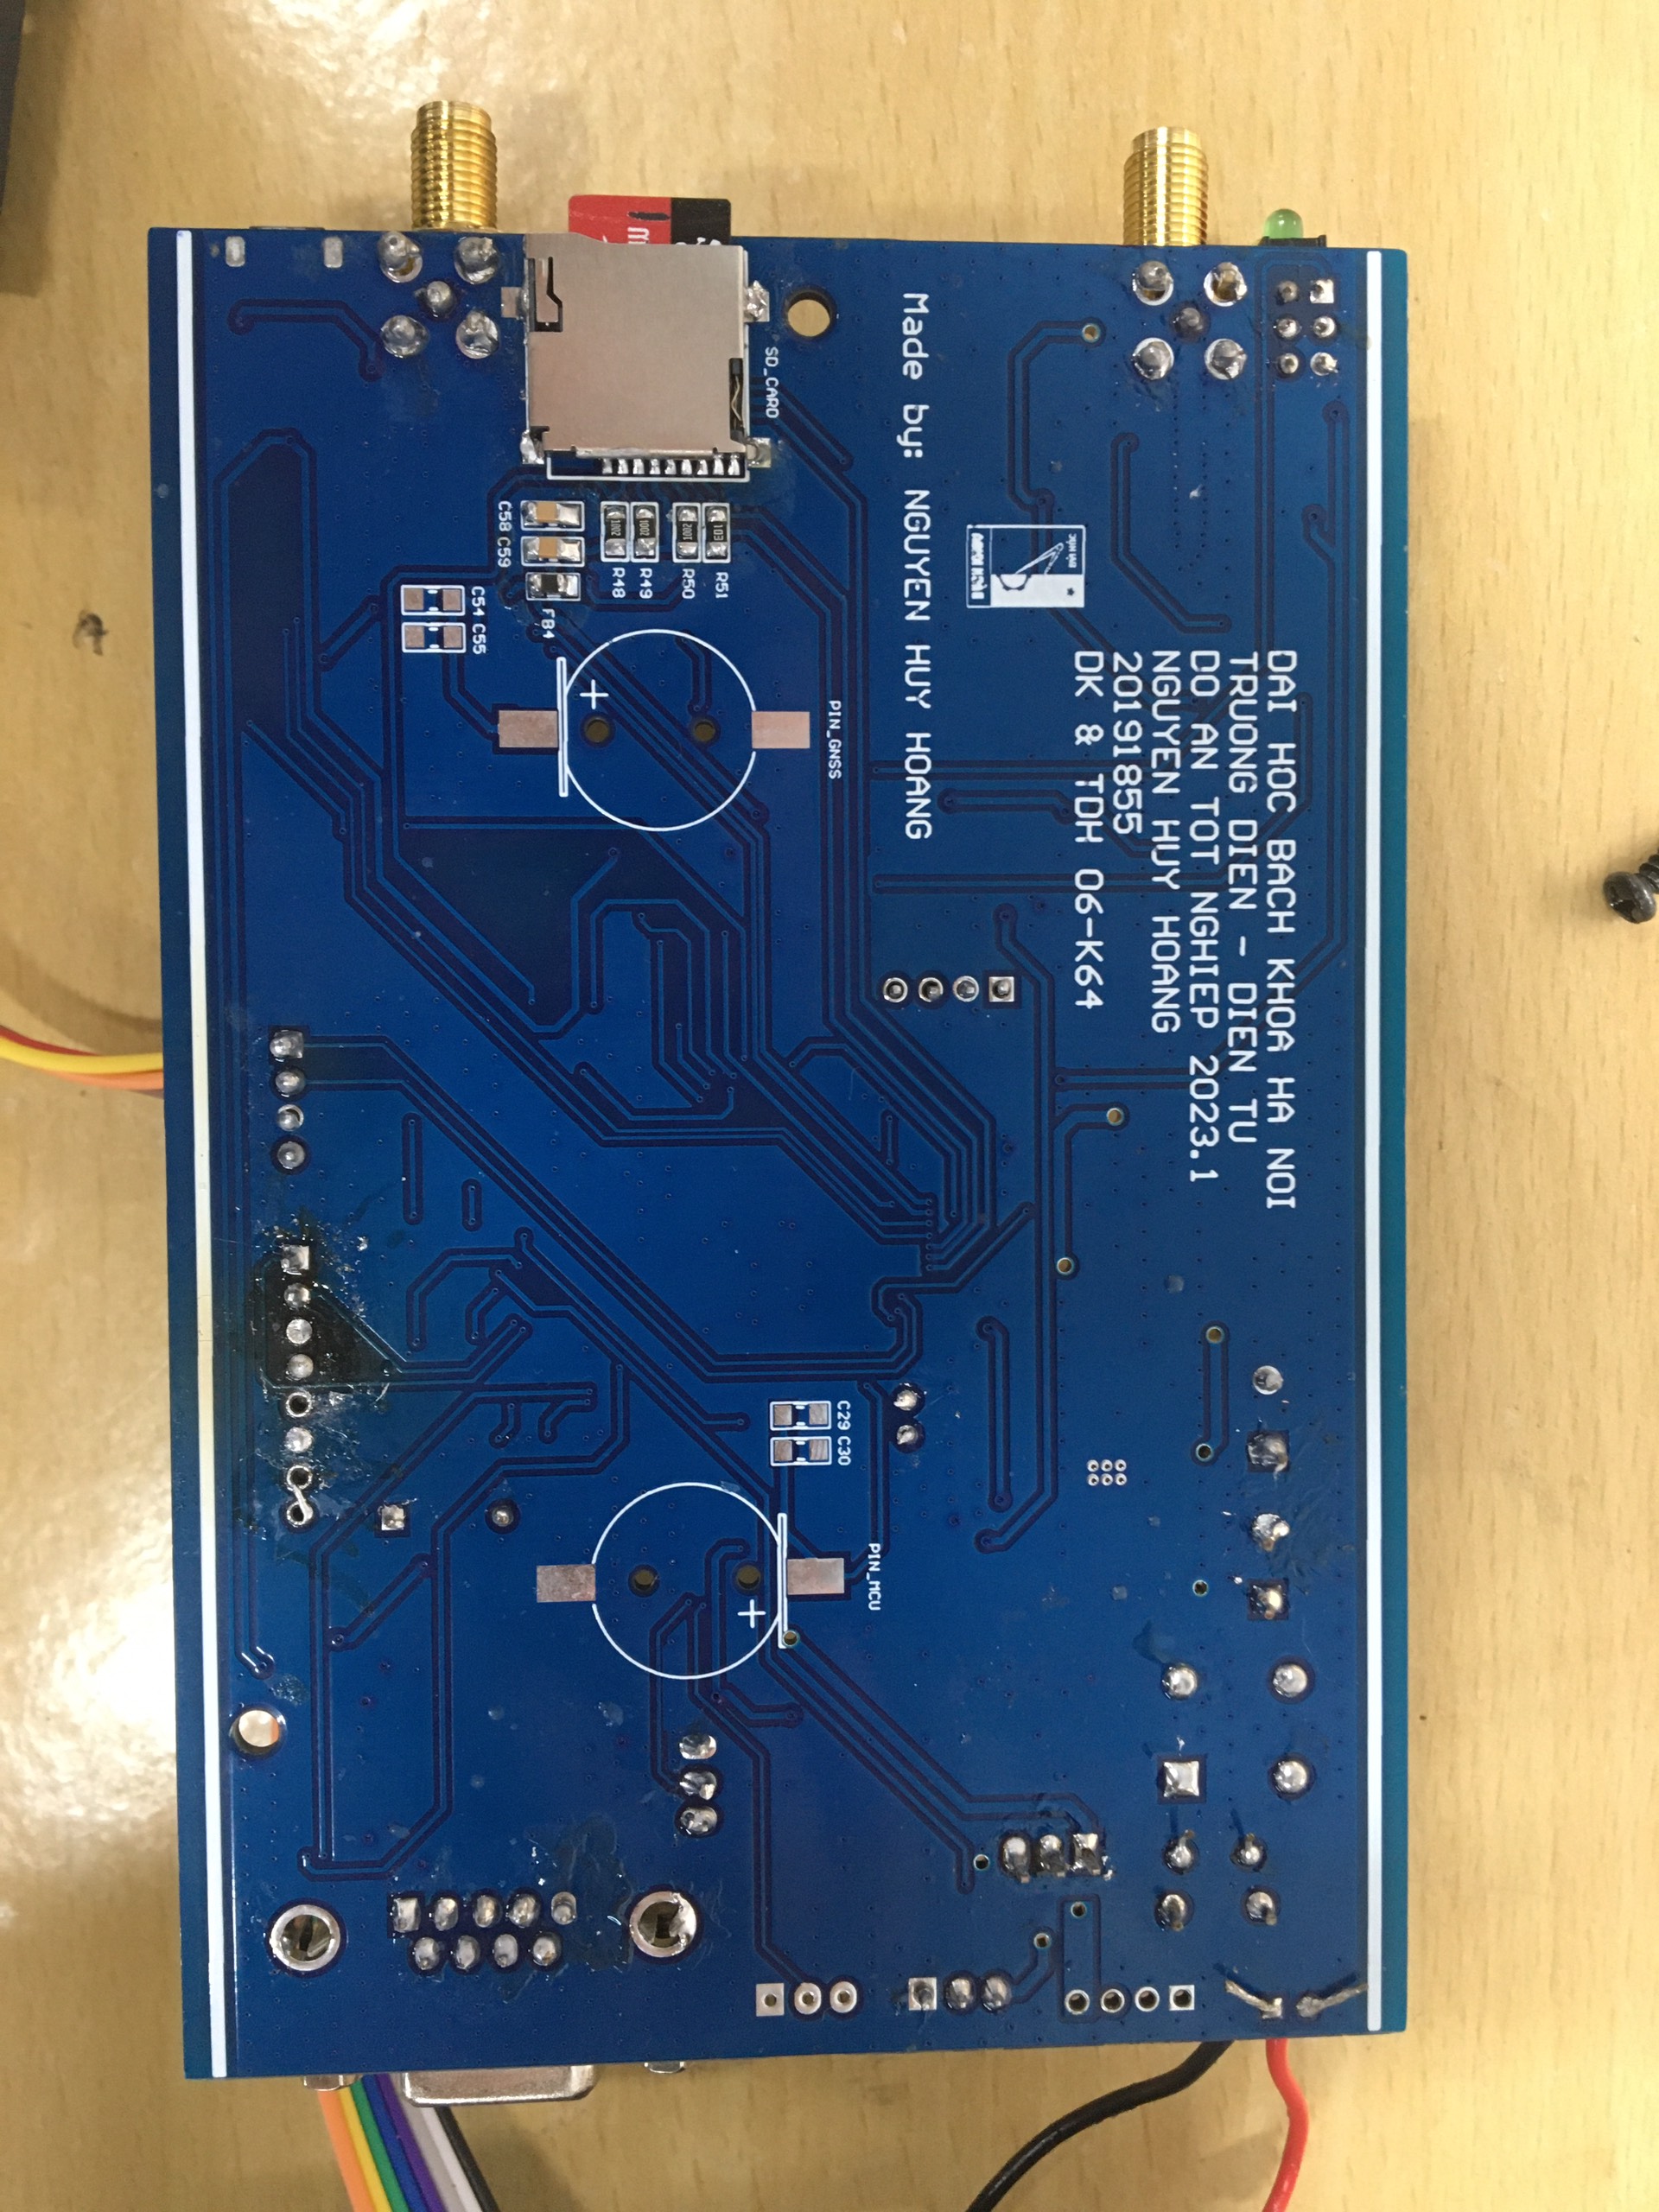 DAI HOC BACH KHOA HA NOI
TRUONG DIEN - DIEN TU
DO AN TOT NGHIEP 2023.1
NGUYEN HUY HOANG
20191855
DK & TDH 06-K64
Made by: NGUYEN HUY HOANG
SD_CARD
C58 C59
R48
R49
R50
R51
F84
C54 C55
+
PIN_GNSS
C29 C30
PIN_MCU
+